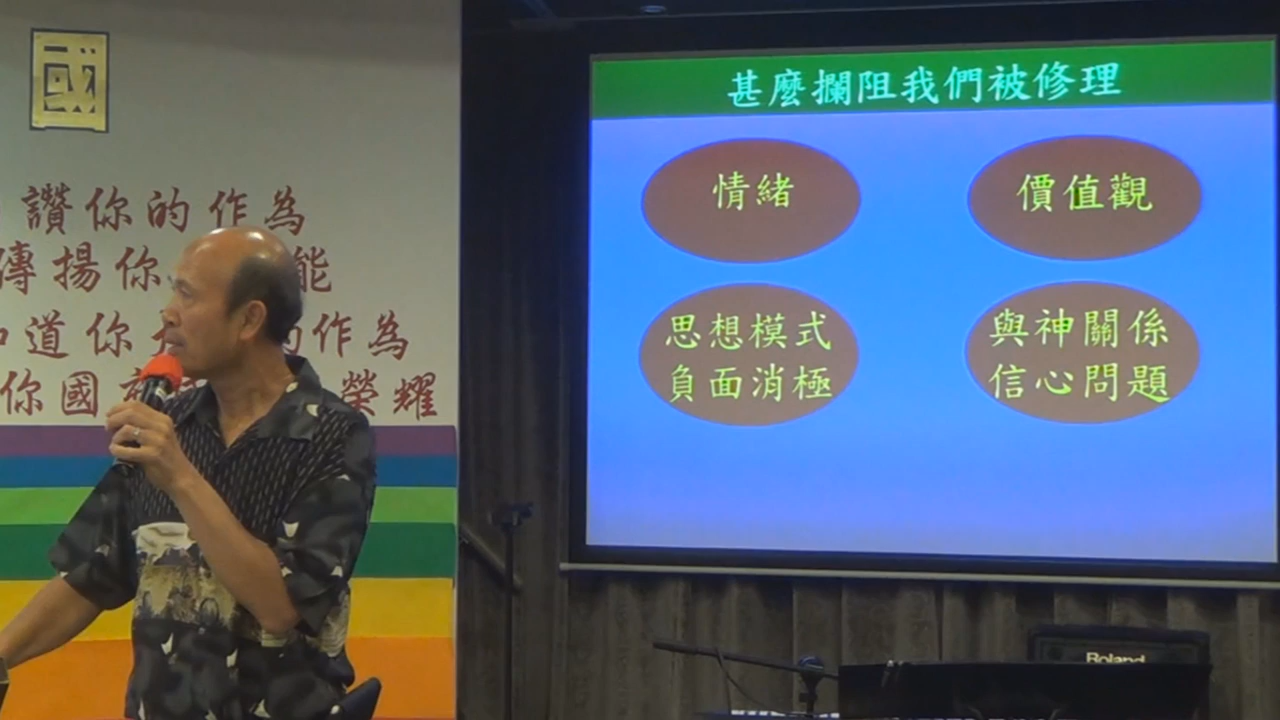 國
讚你的作為
傳揚你 能
道你 的作為
你國 榮耀
甚麼攔阻我們被修理
情緒
價值觀
思想模式
負面消極
與神關係
信心問題
Roland